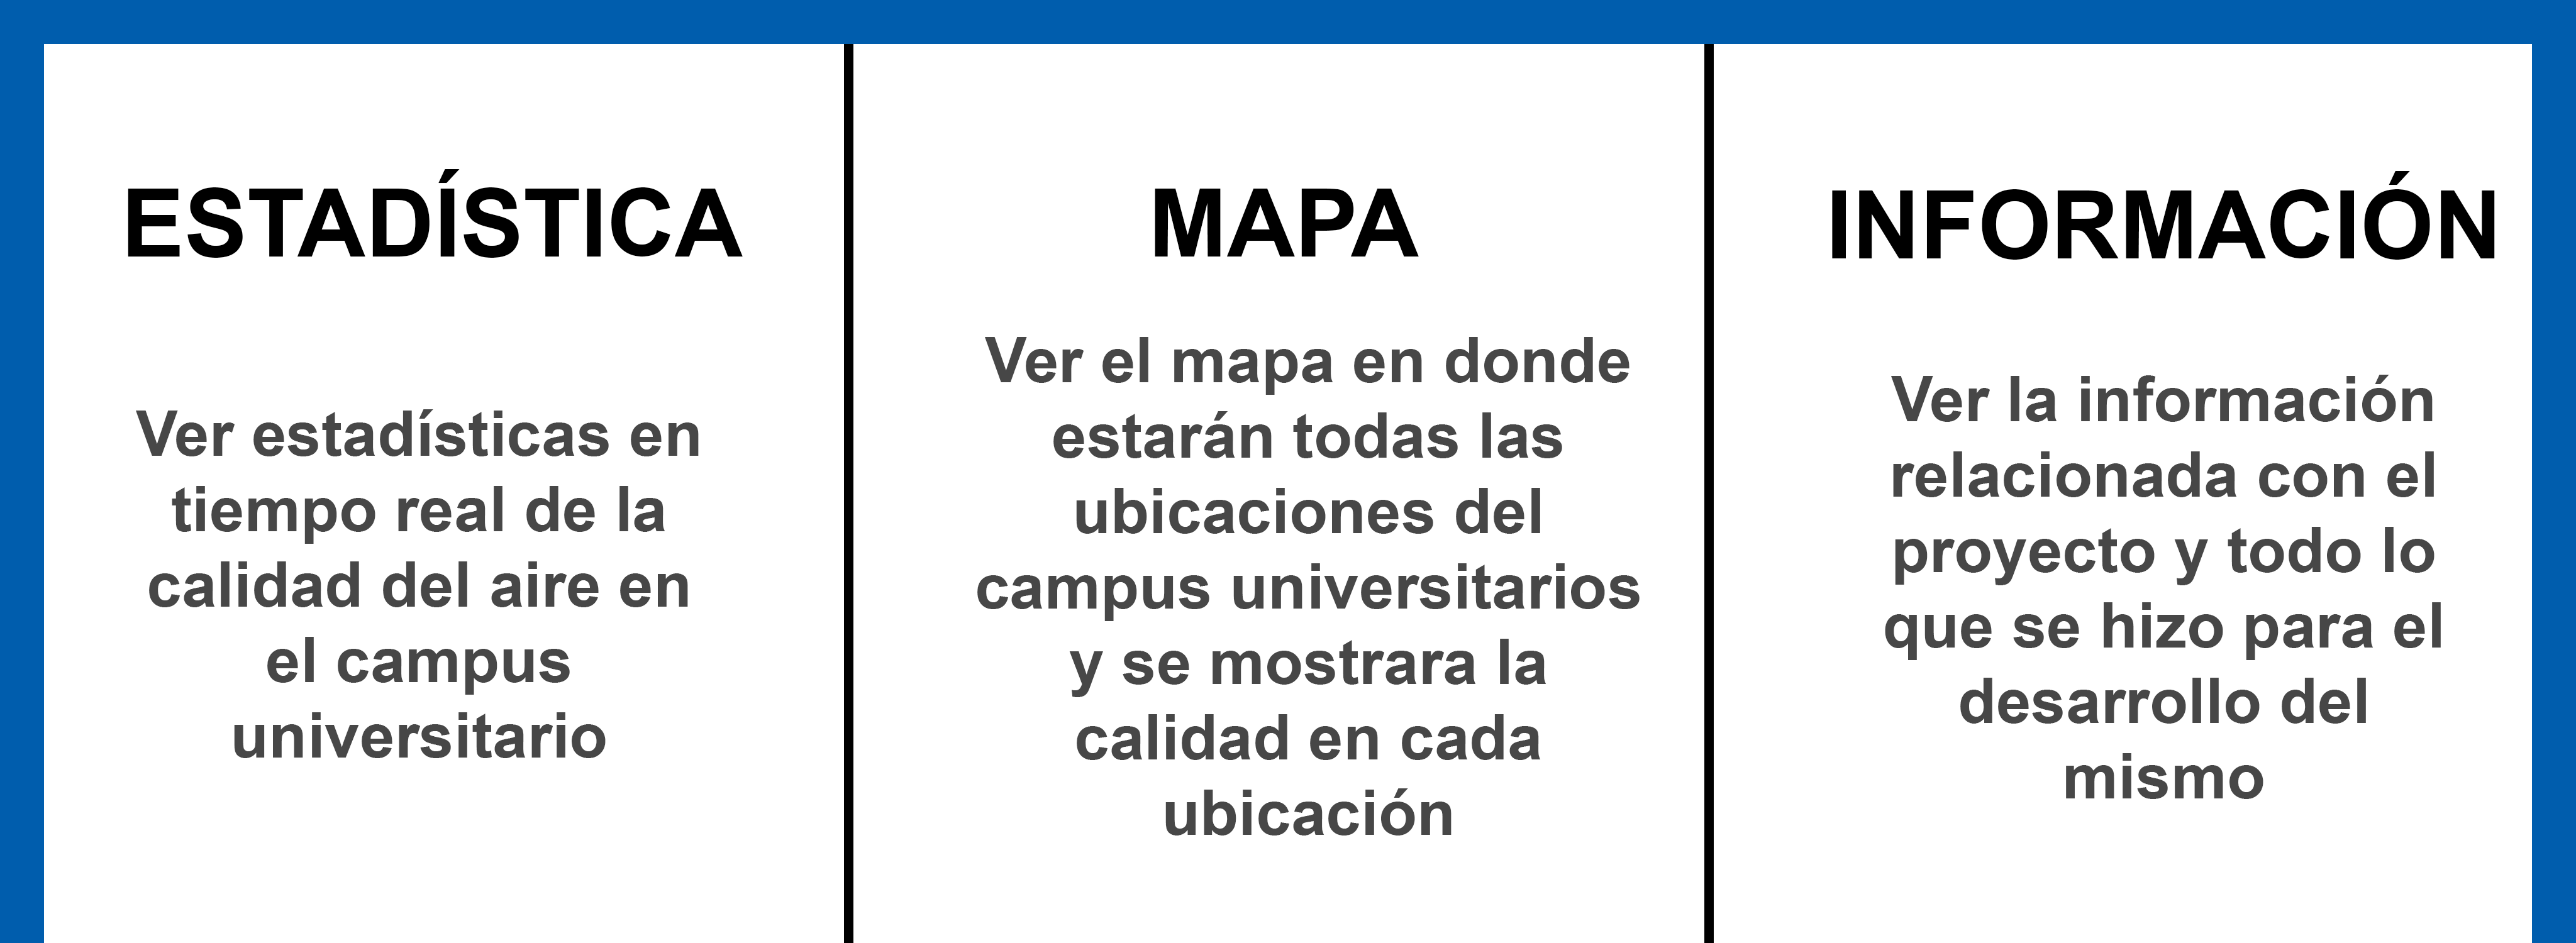 ESTADÍSTICA
Ver estadísticas en
tiempo real de la
calidad del aire en
el campus
universitario
MAPA
Ver el mapa en donde
estarán todas las
ubicaciones del
campus universitarios
y se mostrara la
calidad en cada
ubicación
INFORMACIÓN
Ver la información
relacionada con el
proyecto y todo lo
que se hizo para el
desarrollo del
mismo